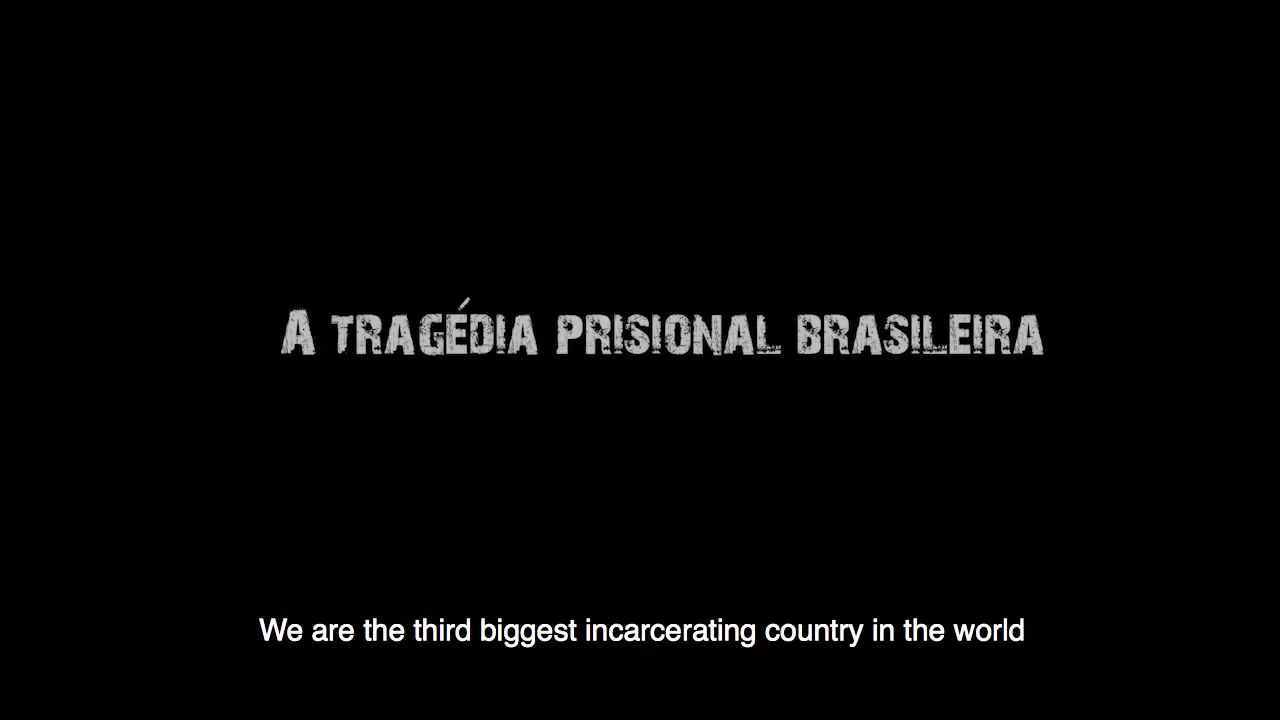 A TRAGÉDIA PRISIONAL BRASILEIRA
We are the third biggest incarcerating country in the world